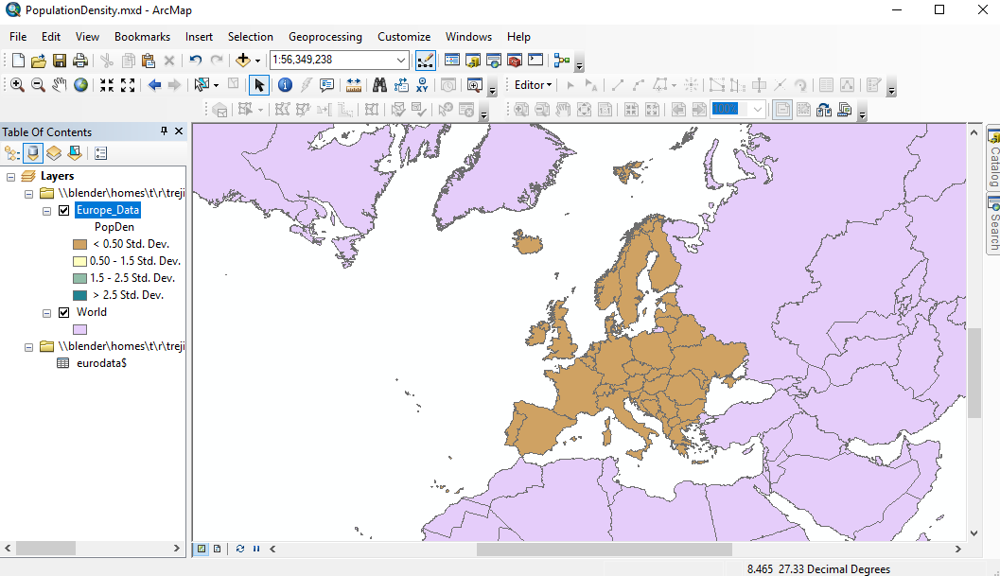 PopulationDensity.mxd - ArcMap
File Edit View Bookmarks Insert Selection Geoprocessing Customize Windows Help
1:56,349,238
Editor
100%
Table Of Contents
Layers
\\blender\homes\t\r\treji
Europe_Data
PopDen
< 0.50 Std. Dev.
0.50 - 1.5 Std. Dev.
1.5 - 2.5 Std. Dev.
> 2.5 Std. Dev.
World
\\blender\homes\t\r\treji
eurodata$
Catalog
Search
8.465 27.33 Decimal Degrees